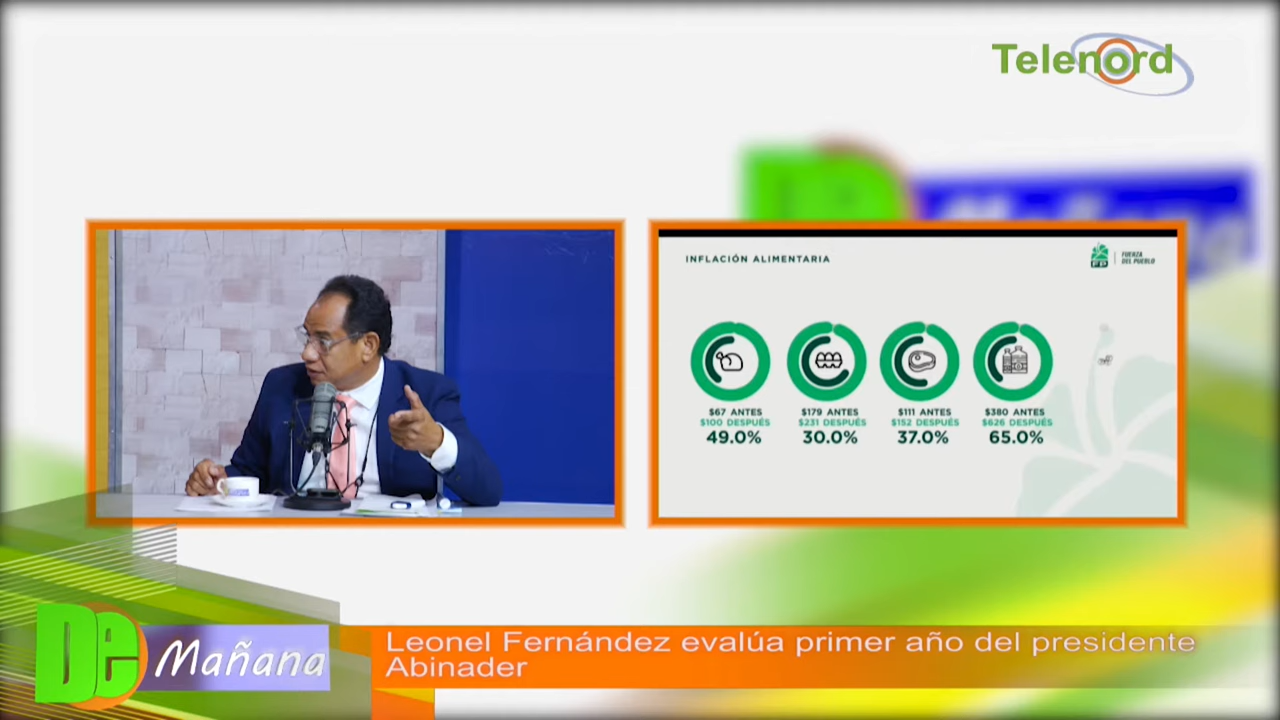 Telenord
INFLACIÓN ALIMENTARIA
FP
FUERZA
DEL PUEBLO
$67 ANTES
$100 DESPUÉS
49.0%
$179 ANTES
$231 DESPUÉS
30.0%
$111 ANTES
$152 DESPUÉS
37.0%
$380 ANTES
$626 DESPUÉS
65.0%
De
Mañana
Leonel Fernández evalúa primer año del presidente
Abinader